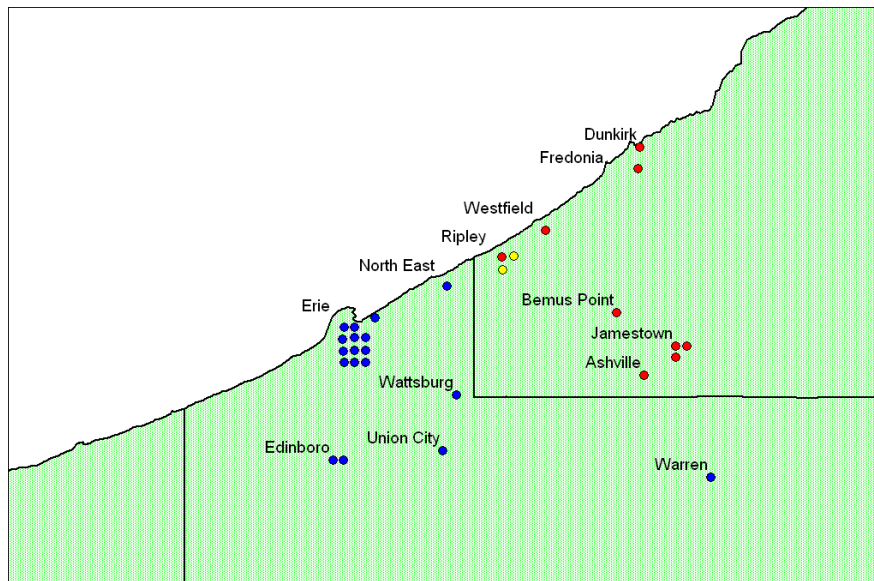 Dunkirk
Fredonia
Westfield
Ripley
North East
Erie
Bemus Point
Jamestown
Ashville
Wattsburg
Union City
Edinboro
Warren